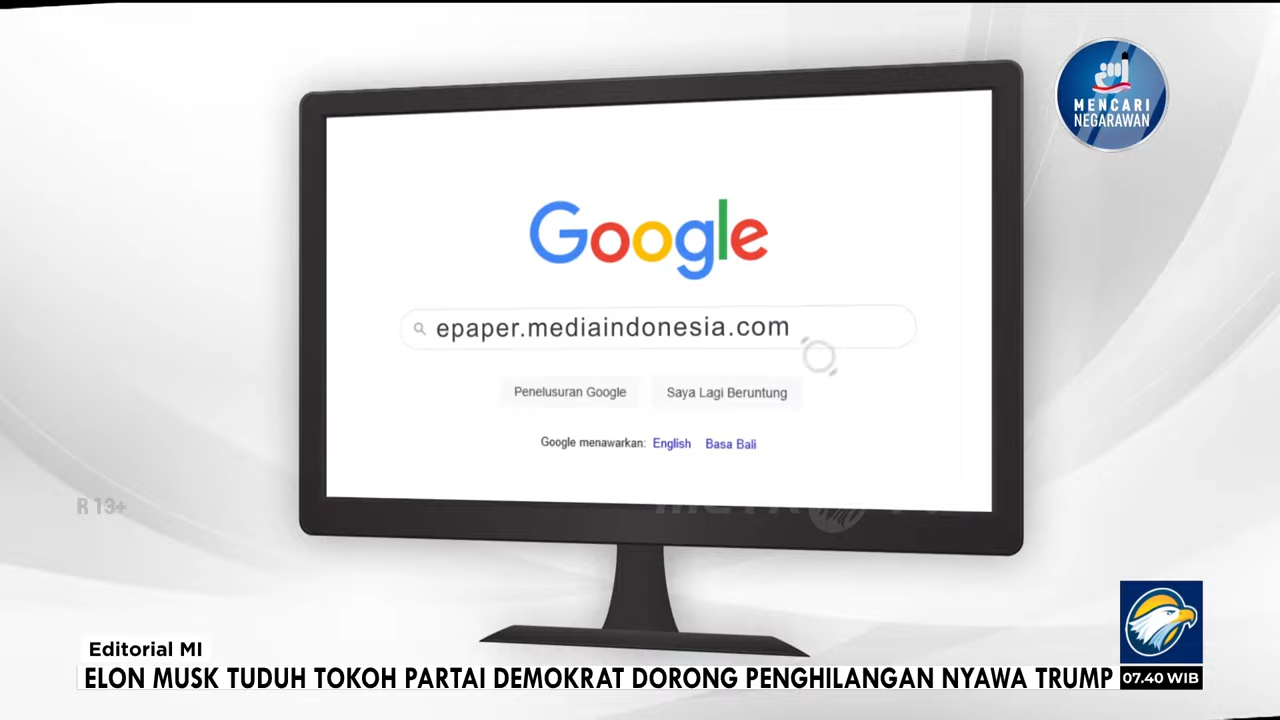 MENCARI
NEGARAWAN
Google
epaper.mediaindonesia.com
Penelusuran Google
Saya Lagi Beruntung
Google menawarkan: English Basa Bali
R 13+
Editorial MI
ELON MUSK TUDUH TOKOH PARTAI DEMOKRAT DORONG PENGHILANGAN NYAWA TRUMP
07.40 WIB